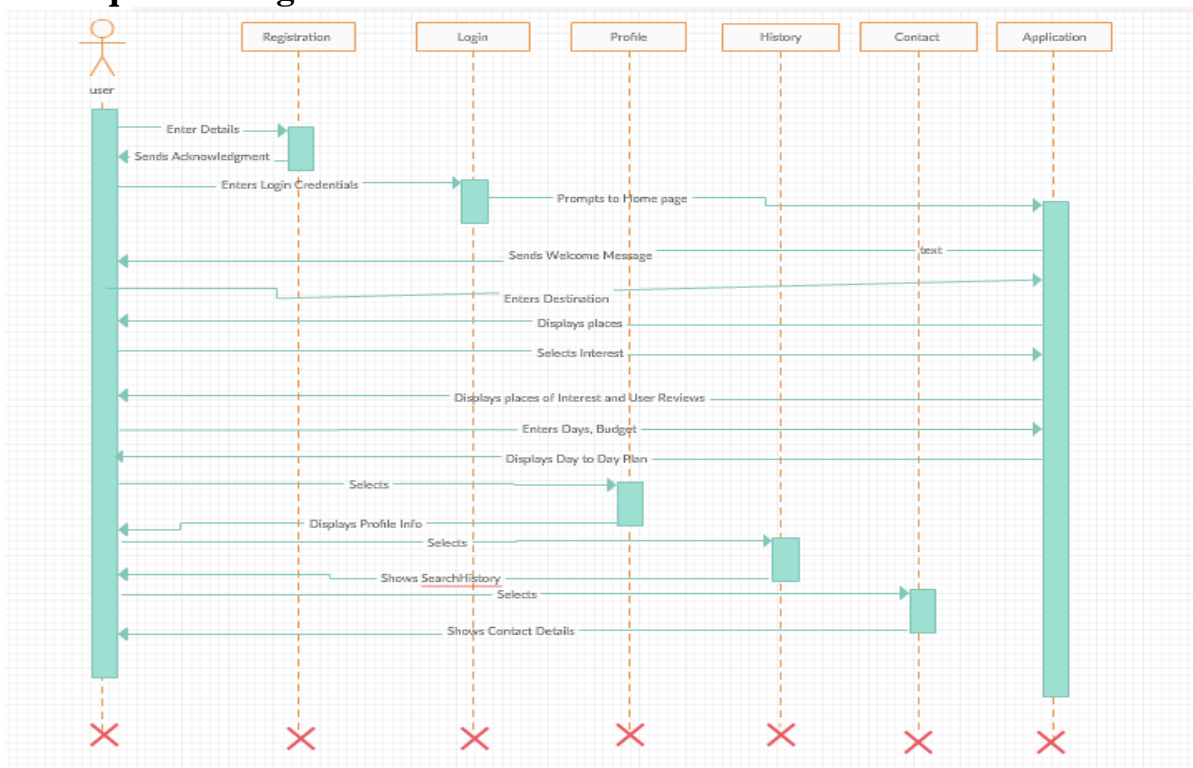 Registration
Login
Profile
History
Contact
Application
user
Enter Details
Sends Acknowledgment
Enters Login Credentials
Prompts to Home page
text
Sends Welcome Message
Enters Destination
Displays places
Selects Interest
Displays places of Interest and User Reviews
Enters Days, Budget
Displays Day to Day Plan
Selects
Displays Profile Info
Selects
Shows SearchHistory
Selects
Shows Contact Details